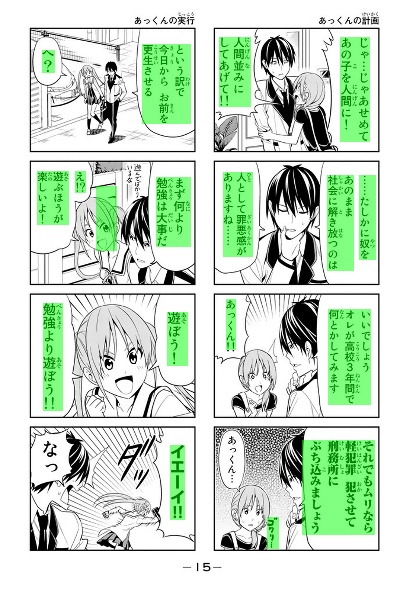 あっくんの計画
じゃ…じゃあせめて
あの子を人間に！
人間並みに
してあげて!!
……たしかに奴を
あのまま
社会に解き放つのは
人として罪悪感が
ありますね……
いいでしょう
オレが高校３年間で
何とかしてみます
あっくん!!
それでもムリなら
軽犯罪 犯させて
刑務所に
ぶち込みましょう
あっくん…
あっくんの実行
という訳で
今日から お前を
更生させる
へ？
まず何より
勉強は大事だ
え!?
遊ぶほうが
楽しいよ！
遊ぼう！
勉強より遊ぼう!!
イエーイ!!
なっ
－15－